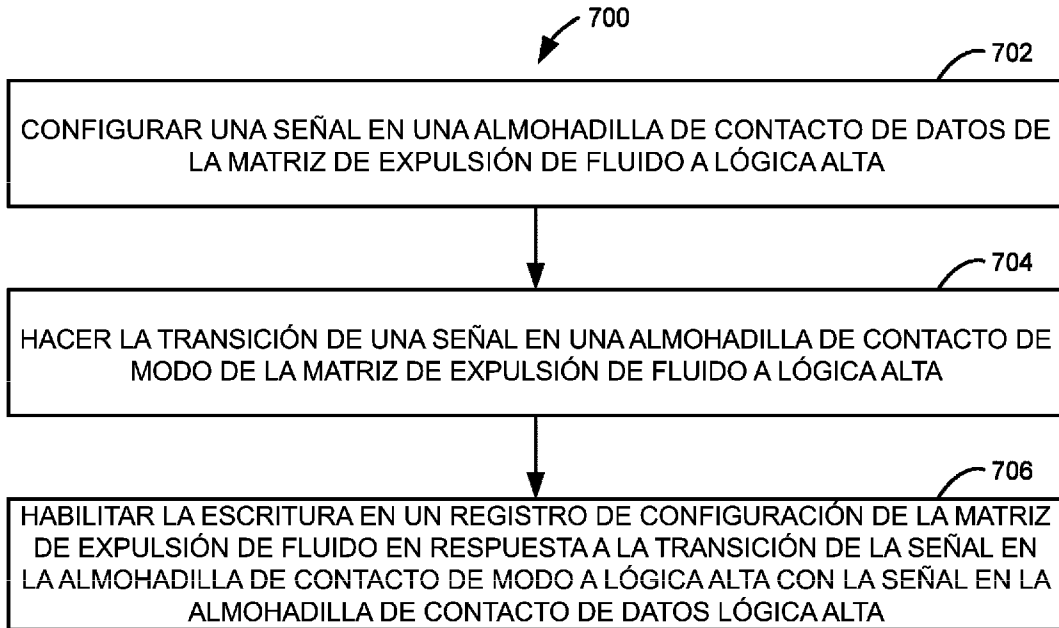 700
702
CONFIGURAR UNA SEÑAL EN UNA ALMOHADILLA DE CONTACTO DE DATOS DE
LA MATRIZ DE EXPULSIÓN DE FLUIDO A LÓGICA ALTA
704
HACER LA TRANSICIÓN DE UNA SEÑAL EN UNA ALMOHADILLA DE CONTACTO DE
MODO DE LA MATRIZ DE EXPULSIÓN DE FLUIDO A LÓGICA ALTA
706
HABILITAR LA ESCRITURA EN UN REGISTRO DE CONFIGURACIÓN DE LA MATRIZ
DE EXPULSIÓN DE FLUIDO EN RESPUESTA A LA TRANSICIÓN DE LA SEÑAL EN
LA ALMOHADILLA DE CONTACTO DE MODO A LÓGICA ALTA CON LA SEÑAL EN LA
ALMOHADILLA DE CONTACTO DE DATOS LÓGICA ALTA